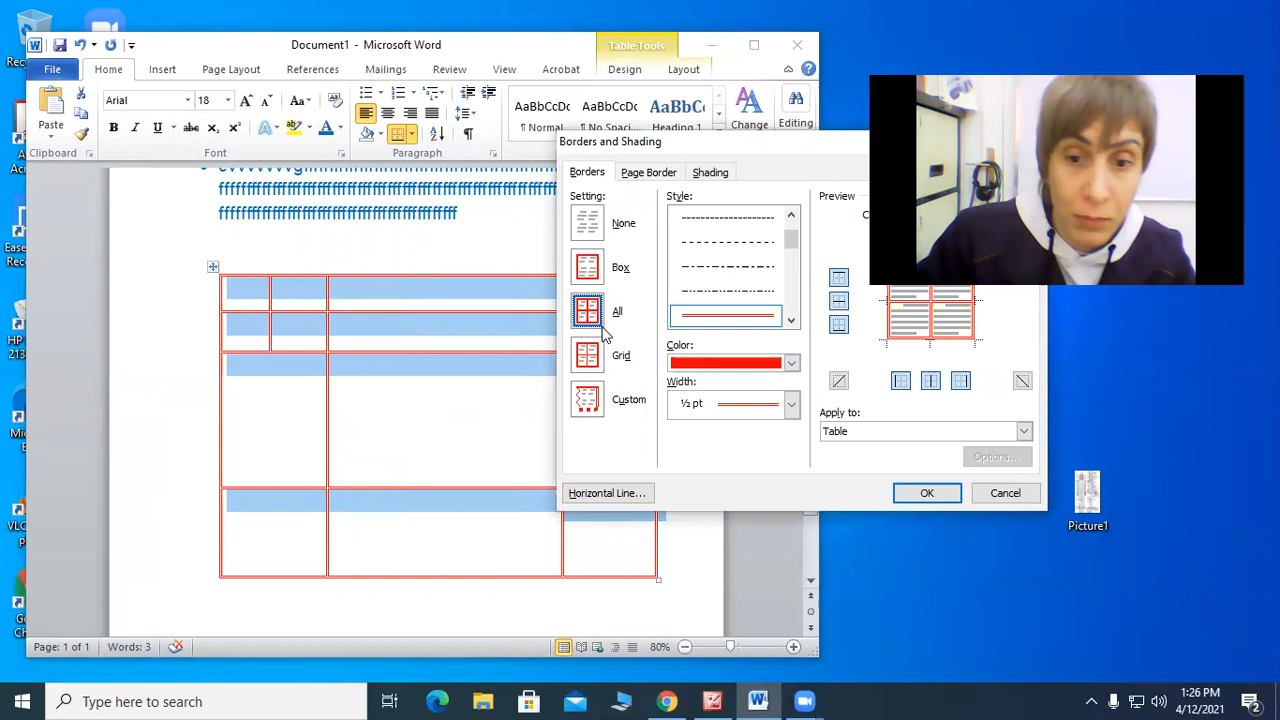 Document1 - Microsoft Word
Table Tools
File
Home
Insert
Page Layout
References
Mailings
Review
View
Acrobat
Design
Layout
Paste
Clipboard
Arial
18
Font
Paragraph
AaBbCcDc
¶ Normal
AaBbCcDc
¶ No Spaci...
AaBbC
Heading 1
Change
Editing
ffffffffffffffffffffffffffffffffffffffff
Borders and Shading
Borders
Page Border
Shading
Setting:
None
Box
All
Grid
Custom
Style:
Color:
Width:
½ pt
Preview
Apply to:
Table
Options...
Horizontal Line...
OK
Cancel
Picture1
Page: 1 of 1
Words: 3
80%
Type here to search
1:26 PM
4/12/2021
2